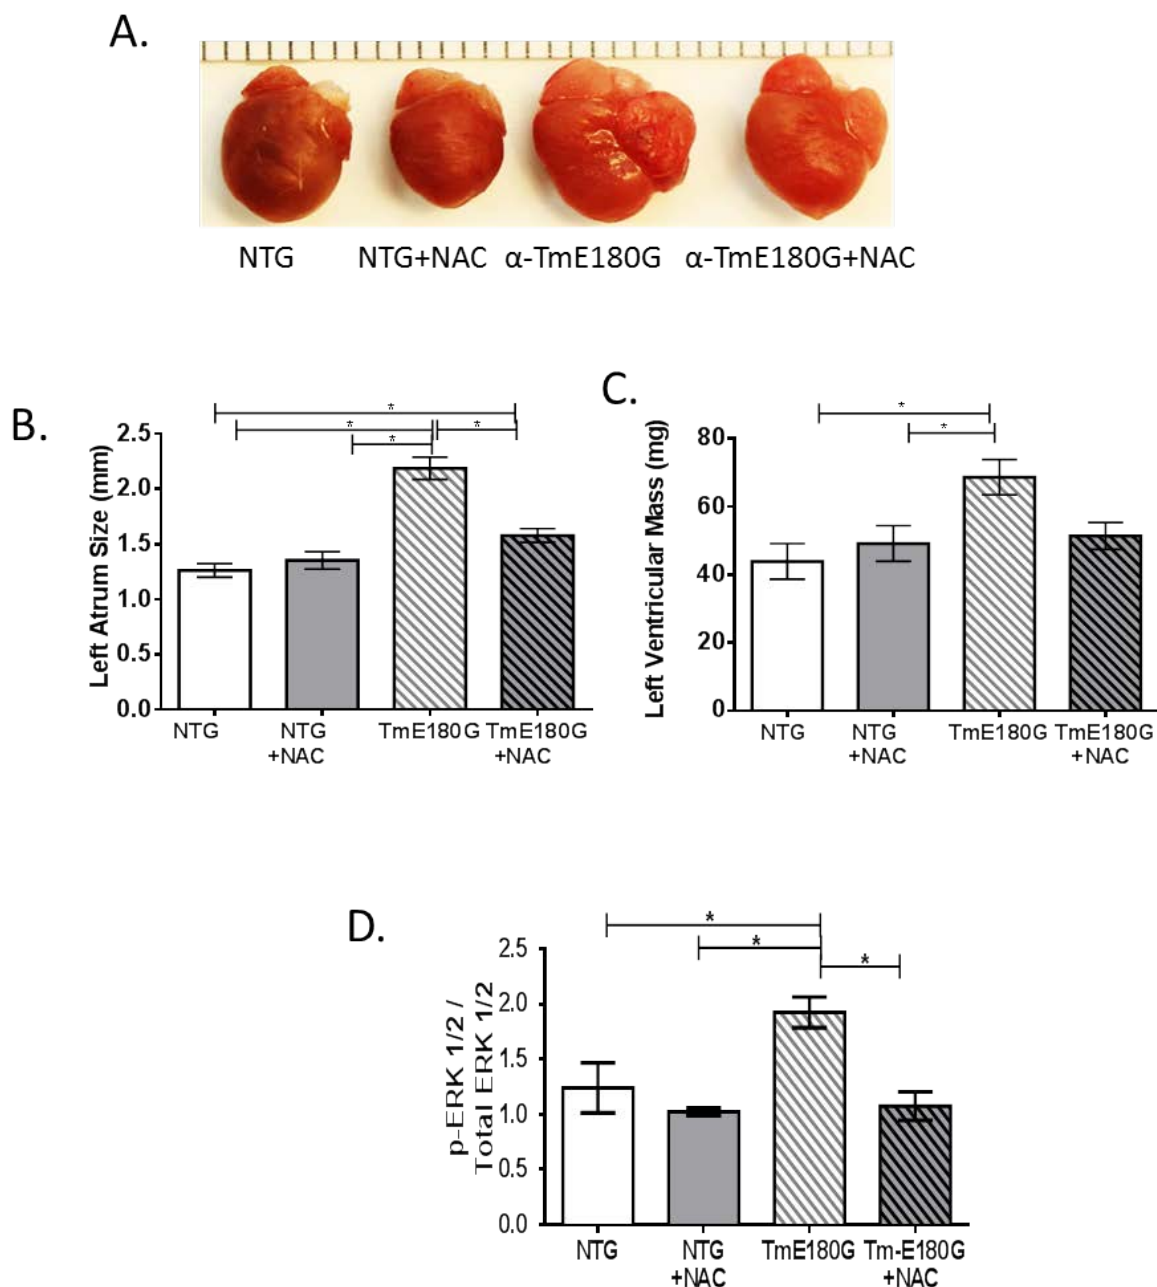 A.
NTG NTG+NAC α-TmE180G α-TmE180G+NAC
B.
Left Atrum Size (mm)
2.5
2.0
1.5
1.0
0.5
0.0
* * * *
NTG NTG +NAC TmE180G TmE180G +NAC
C.
Left Ventricular Mass (mg)
80
60
40
20
0
* *
NTG NTG +NAC TmE180G TmE180G +NAC
D.
p-ERK 1/2 /
Total ERK 1/2
2.5
2.0
1.5
1.0
0.5
0.0
* * *
NTG NTG +NAC TmE180G Tm-E180G +NAC